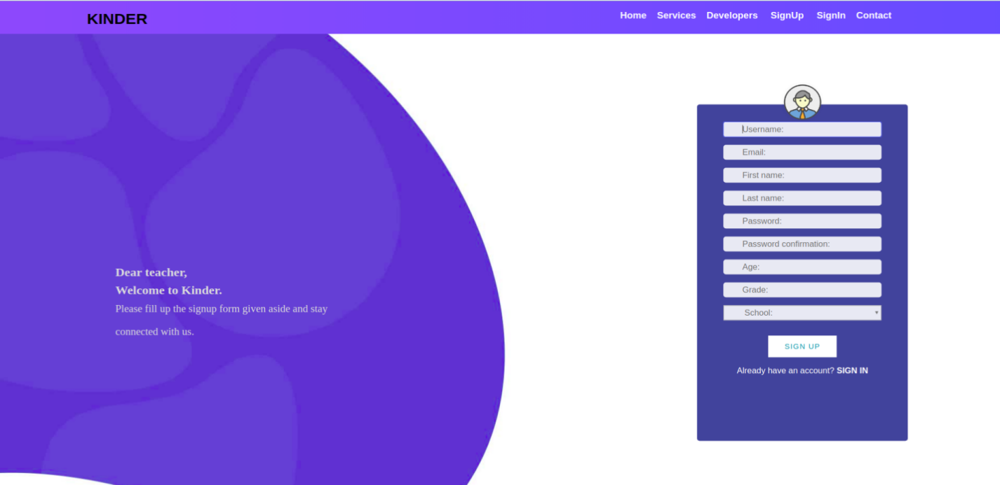 KINDER
Home Services Developers SignUp SignIn Contact
Dear teacher,
Welcome to Kinder.
Please fill up the signup form given aside and stay
connected with us.
Username:
Email:
First name:
Last name:
Password:
Password confirmation:
Age:
Grade:
School:
SIGN UP
Already have an account? SIGN IN